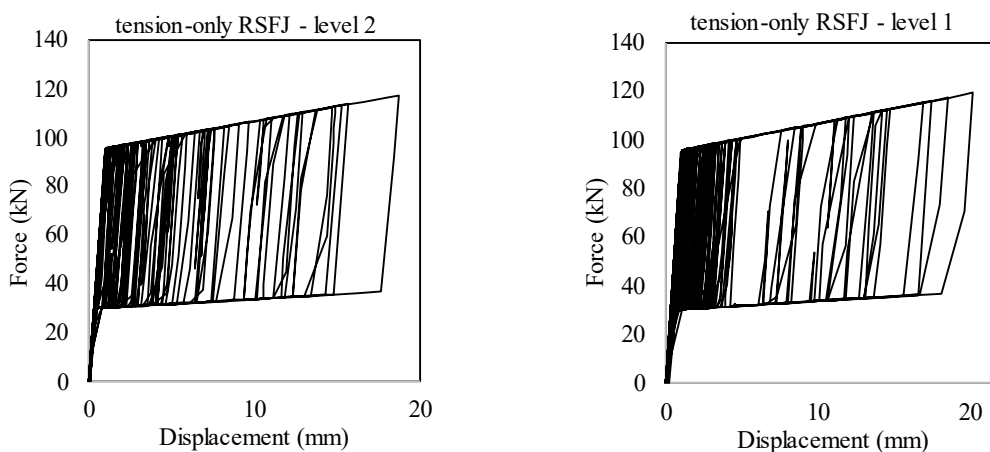 tension-only RSFJ - level 2
140
120
100
80
60
40
20
0
Force (kN)
0 10 20
Displacement (mm)
tension-only RSFJ - level 1
140
120
100
80
60
40
20
0
Force (kN)
0 10 20
Displacement (mm)